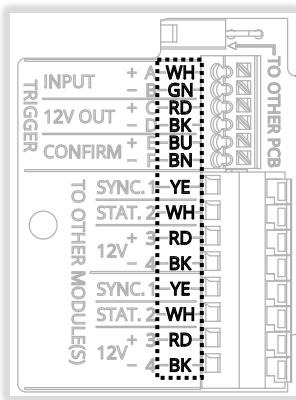 INPUT + A WH
- B GN
12V OUT + C RD
- D BK
CONFIRM + E BU
- F BN
TRIGGER
TO OTHER PCB
SYNC. 1 YE
STAT. 2 WH
12V + 3 RD
- 4 BK
SYNC. 1 YE
STAT. 2 WH
12V + 3 RD
- 4 BK
TO OTHER MODULE(S)